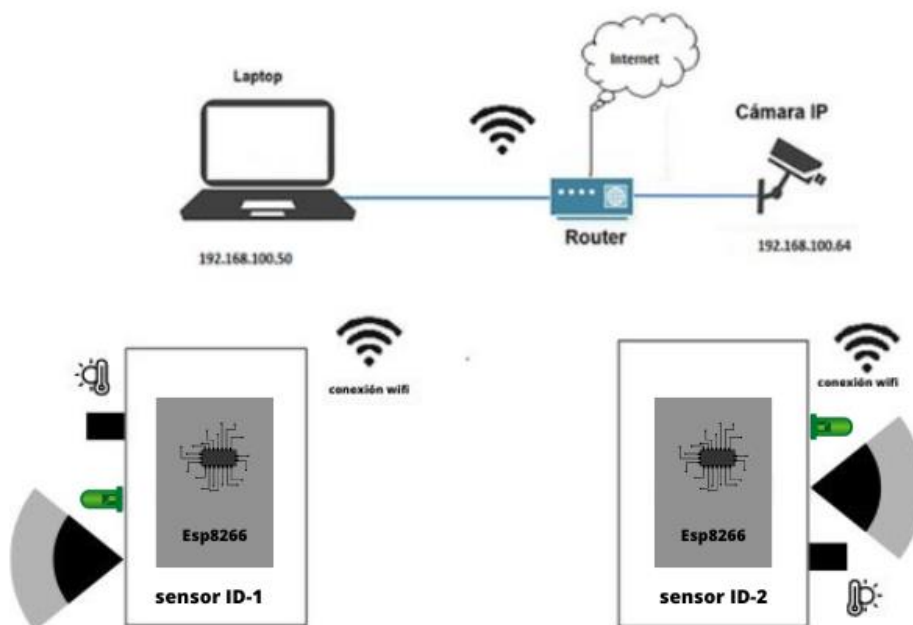 Internet
Laptop
Cámara IP
Router
192.168.100.50
192.168.100.64
conexión wifi
conexión wifi
Esp8266
Esp8266
sensor ID-1
sensor ID-2